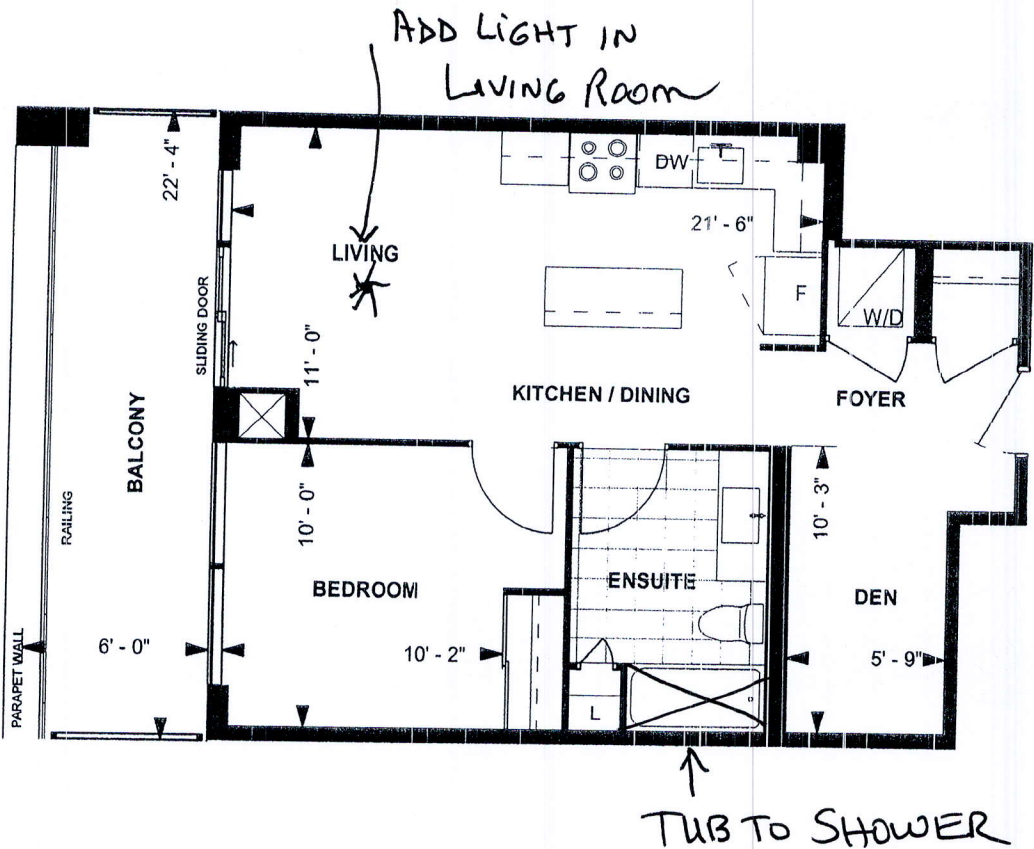 ADD LIGHT IN
LIVING ROOM
22' - 4"
DW
21' - 6"
LIVING
F
W/D
SLIDING DOOR
11' - 0"
KITCHEN / DINING
FOYER
BALCONY
RAILING
10' - 0"
10' - 3"
BEDROOM
ENSUITE
DEN
PARAPET WALL
6' - 0"
10' - 2"
5' - 9"
L
TUB TO SHOWER